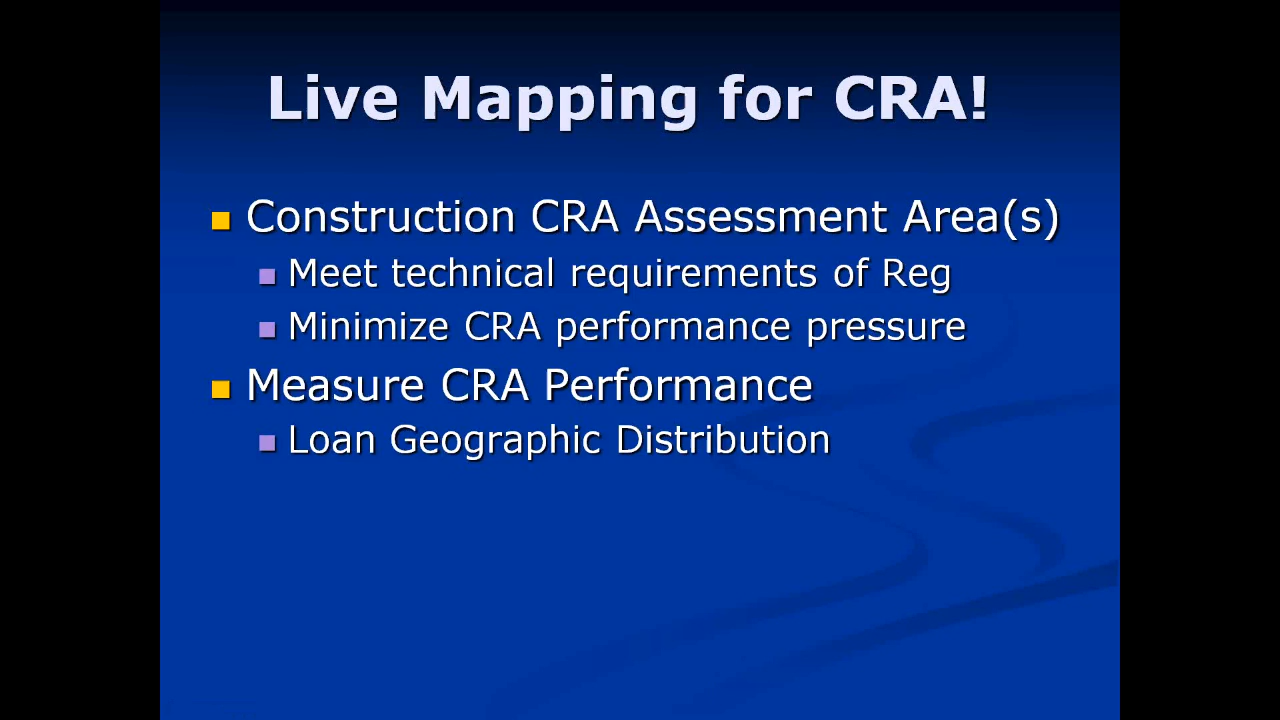 Live Mapping for CRA!
Construction CRA Assessment Area(s)
Meet technical requirements of Reg
Minimize CRA performance pressure
Measure CRA Performance
Loan Geographic Distribution